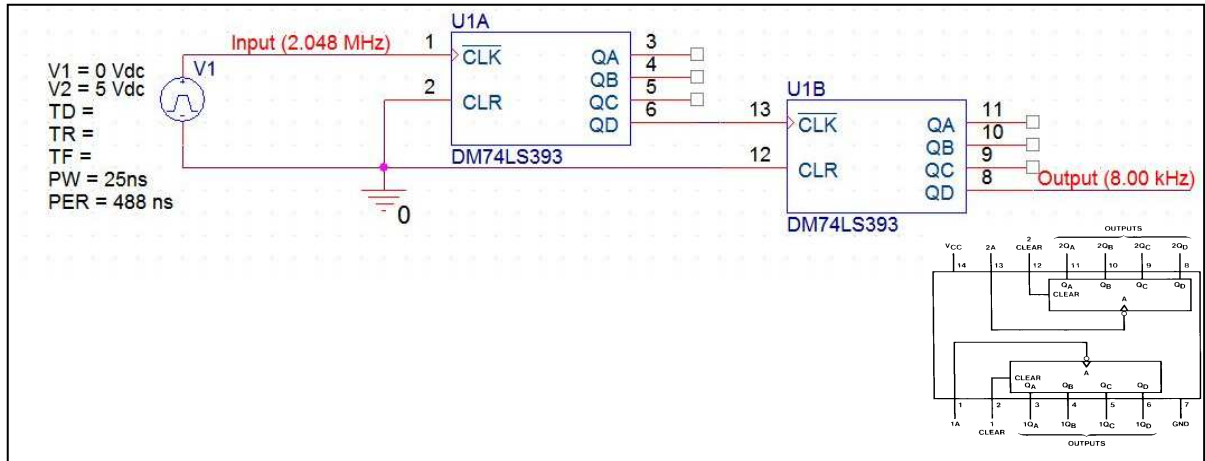 U1A
Input (2.048 MHz)
1
CLK
QA
3
QB
4
QC
5
QD
6
2
CLR
DM74LS393
V1
V1 = 0 Vdc
V2 = 5 Vdc
TD =
TR =
TF =
PW = 25ns
PER = 488 ns
0
U1B
13
CLK
QA
11
QB
10
QC
9
QD
8
12
CLR
DM74LS393
Output (8.00 kHz)
OUTPUTS
VCC 2A 2 CLEAR 2QA 2QB 2QC 2QD
14 13 12 11 10 9 8
QA QB QC QD
CLEAR
A
A
CLEAR
QA QB QC QD
1 2 3 4 5 6 7
1A 1 CLEAR 1QA 1QB 1QC 1QD GND
OUTPUTS